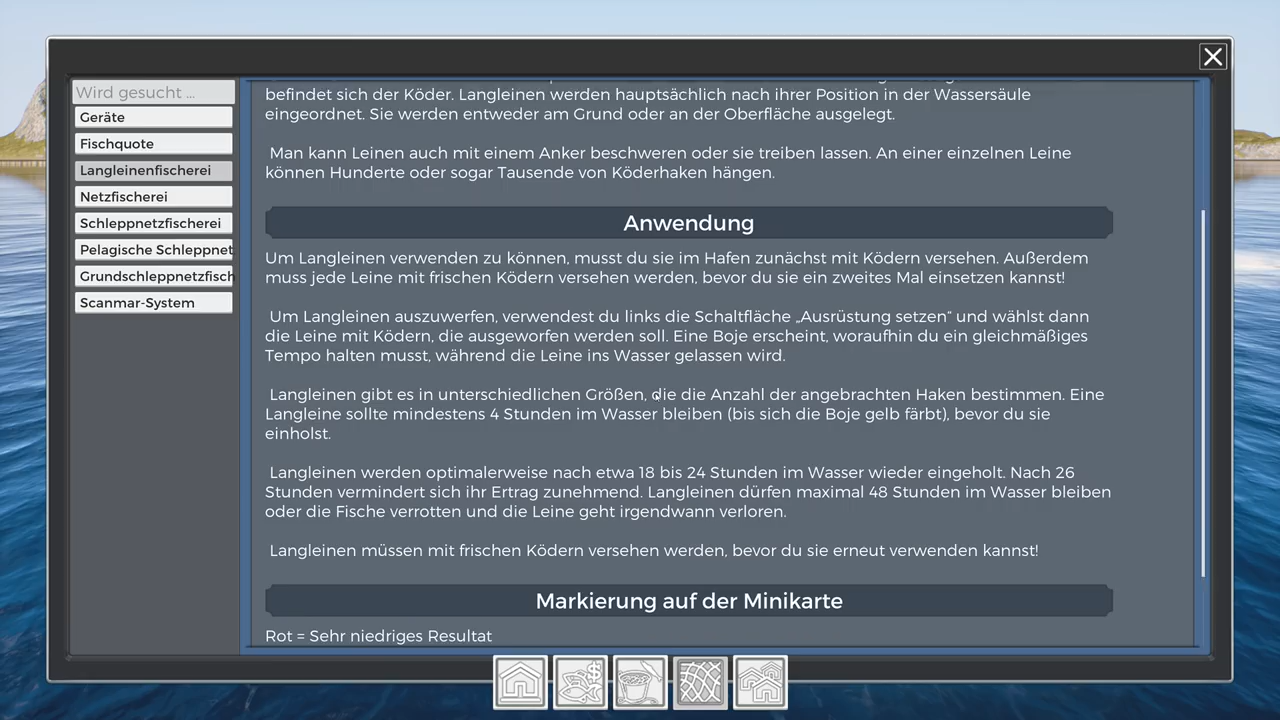 Wird gesucht ...
Geräte
Fischquote
Langleinenfischerei
Netzfischerei
Schleppnetzfischerei
Pelagische Schleppnet
Grundschleppnetzfisch
Scanmar-System
befindet sich der Köder. Langleinen werden hauptsächlich nach ihrer Position in der Wassersäule
eingeordnet. Sie werden entweder am Grund oder an der Oberfläche ausgelegt.
Man kann Leinen auch mit einem Anker beschweren oder sie treiben lassen. An einer einzelnen Leine
können Hunderte oder sogar Tausende von Köderhaken hängen.
Anwendung
Um Langleinen verwenden zu können, musst du sie im Hafen zunächst mit Ködern versehen. Außerdem
muss jede Leine mit frischen Ködern versehen werden, bevor du sie ein zweites Mal einsetzen kannst!
Um Langleinen auszuwerfen, verwendest du links die Schaltfläche „Ausrüstung setzen" und wählst dann
die Leine mit Ködern, die ausgeworfen werden soll. Eine Boje erscheint, woraufhin du ein gleichmäßiges
Tempo halten musst, während die Leine ins Wasser gelassen wird.
Langleinen gibt es in unterschiedlichen Größen, die die Anzahl der angebrachten Haken bestimmen. Eine
Langleine sollte mindestens 4 Stunden im Wasser bleiben (bis sich die Boje gelb färbt), bevor du sie
einholst.
Langleinen werden optimalerweise nach etwa 18 bis 24 Stunden im Wasser wieder eingeholt. Nach 26
Stunden vermindert sich ihr Ertrag zunehmend. Langleinen dürfen maximal 48 Stunden im Wasser bleiben
oder die Fische verrotten und die Leine geht irgendwann verloren.
Langleinen müssen mit frischen Ködern versehen werden, bevor du sie erneut verwenden kannst!
Markierung auf der Minikarte
Rot = Sehr niedriges Resultat